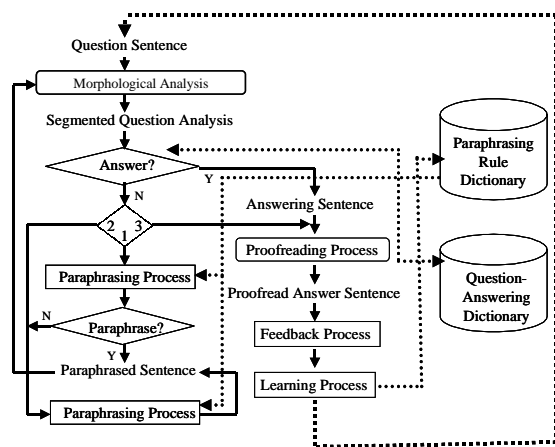 Question Sentence
Morphological Analysis
Segmented Question Analysis
Answer?
Y
N
2 3
1
Paraphrasing Process
Paraphrase?
N
Y
Paraphrased Sentence
Paraphrasing Process
Answering Sentence
Proofreading Process
Proofread Answer Sentence
Feedback Process
Learning Process
Paraphrasing
Rule
Dictionary
Question-
Answering
Dictionary